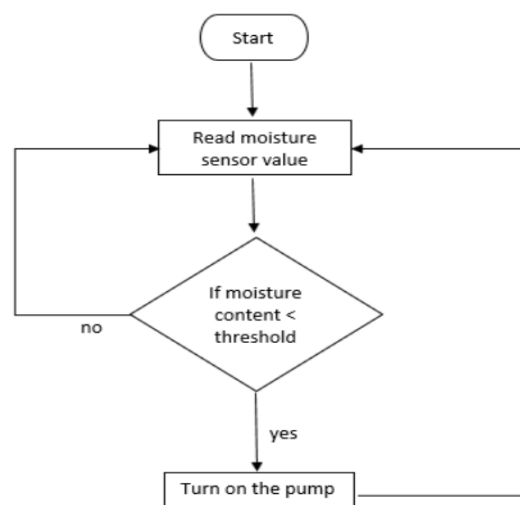 Start
Read moisture
sensor value
If moisture
content <
threshold
no
yes
Turn on the pump